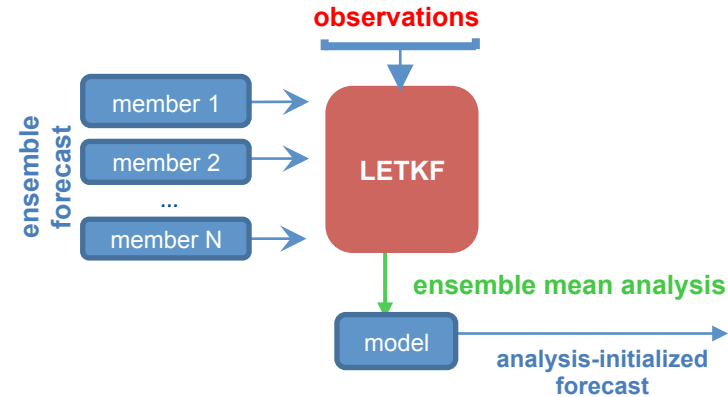 observations
ensemble
forecast
member 1
member 2
...
member N
LETKF
ensemble mean analysis
model
analysis-initialized
forecast